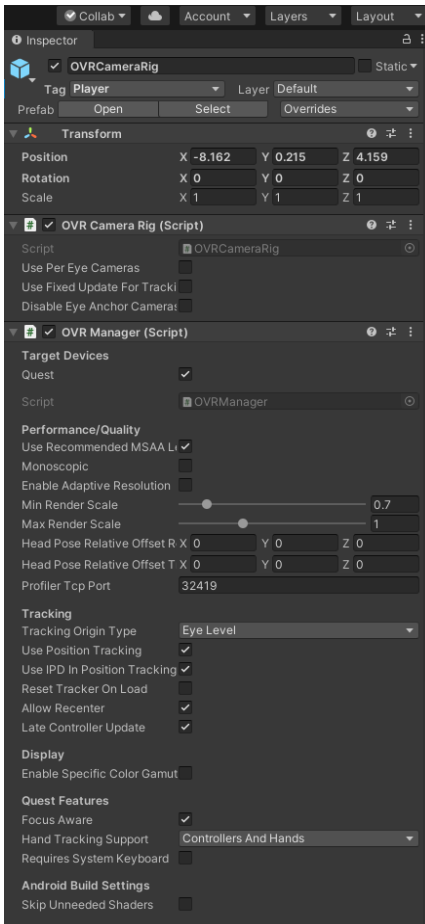 Collab Account Layers Layout
Inspector
OVRCameraRig Static
Tag Player Layer Default
Prefab Open Select Overrides
Transform
Position X -8.162 Y 0.215 Z 4.159
Rotation X 0 Y 0 Z 0
Scale X 1 Y 1 Z 1
# OVR Camera Rig (Script)
Script OVRCameraRig
Use Per Eye Cameras
Use Fixed Update For Tracki
Disable Eye Anchor Cameras
# OVR Manager (Script)
Target Devices
Quest
Script OVRManager
Performance/Quality
Use Recommended MSAA Le
Monoscopic
Enable Adaptive Resolution
Min Render Scale 0.7
Max Render Scale 1
Head Pose Relative Offset R X 0 Y 0 Z 0
Head Pose Relative Offset T X 0 Y 0 Z 0
Profiler Tcp Port 32419
Tracking
Tracking Origin Type Eye Level
Use Position Tracking
Use IPD In Position Tracking
Reset Tracker On Load
Allow Recenter
Late Controller Update
Display
Enable Specific Color Gamut
Quest Features
Focus Aware
Hand Tracking Support Controllers And Hands
Requires System Keyboard
Android Build Settings
Skip Unneeded Shaders